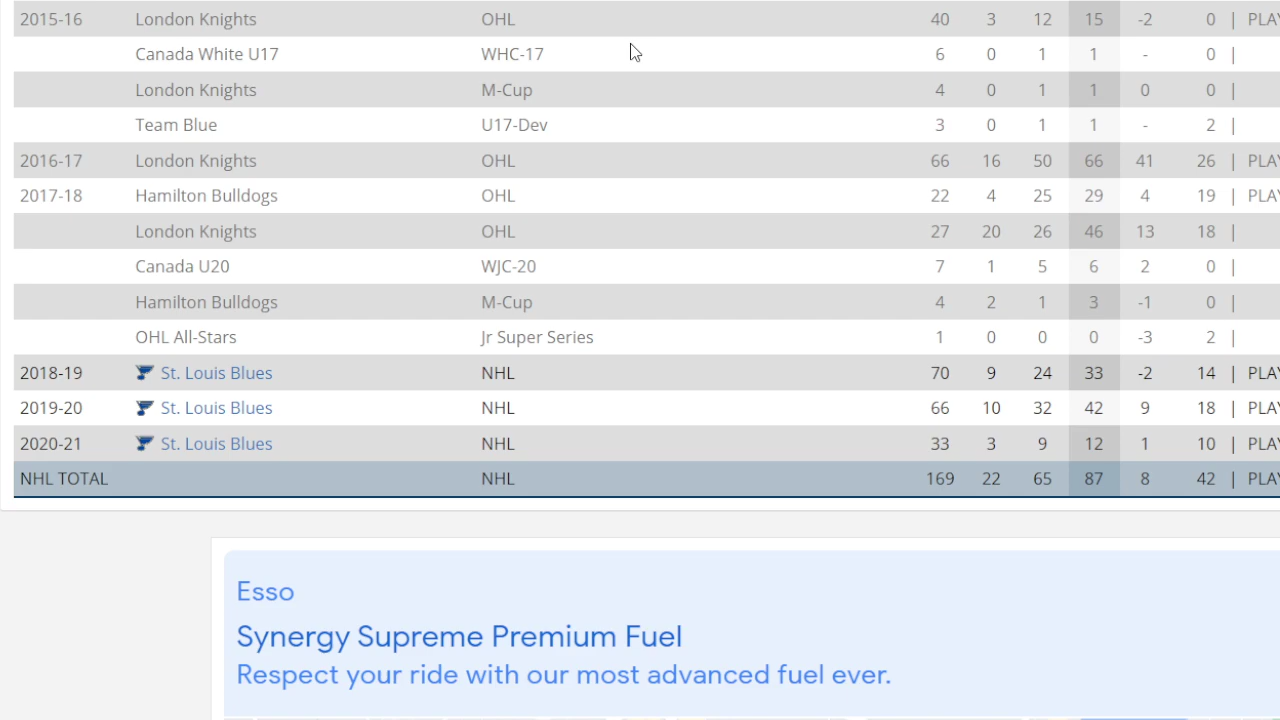 2015-16 London Knights OHL 40 3 12 15 -2 0 | PLAY
Canada White U17 WHC-17 6 0 1 1 - 0 |
London Knights M-Cup 4 0 1 1 0 0 |
Team Blue U17-Dev 3 0 1 1 - 2 |
2016-17 London Knights OHL 66 16 50 66 41 26 | PLAY
2017-18 Hamilton Bulldogs OHL 22 4 25 29 4 19 | PLAY
London Knights OHL 27 20 26 46 13 18 |
Canada U20 WJC-20 7 1 5 6 2 0 |
Hamilton Bulldogs M-Cup 4 2 1 3 -1 0 |
OHL All-Stars Jr Super Series 1 0 0 0 -3 2 |
2018-19 St. Louis Blues NHL 70 9 24 33 -2 14 | PLAY
2019-20 St. Louis Blues NHL 66 10 32 42 9 18 | PLAY
2020-21 St. Louis Blues NHL 33 3 9 12 1 10 | PLAY
NHL TOTAL NHL 169 22 65 87 8 42 | PLAY
Esso
Synergy Supreme Premium Fuel
Respect your ride with our most advanced fuel ever.